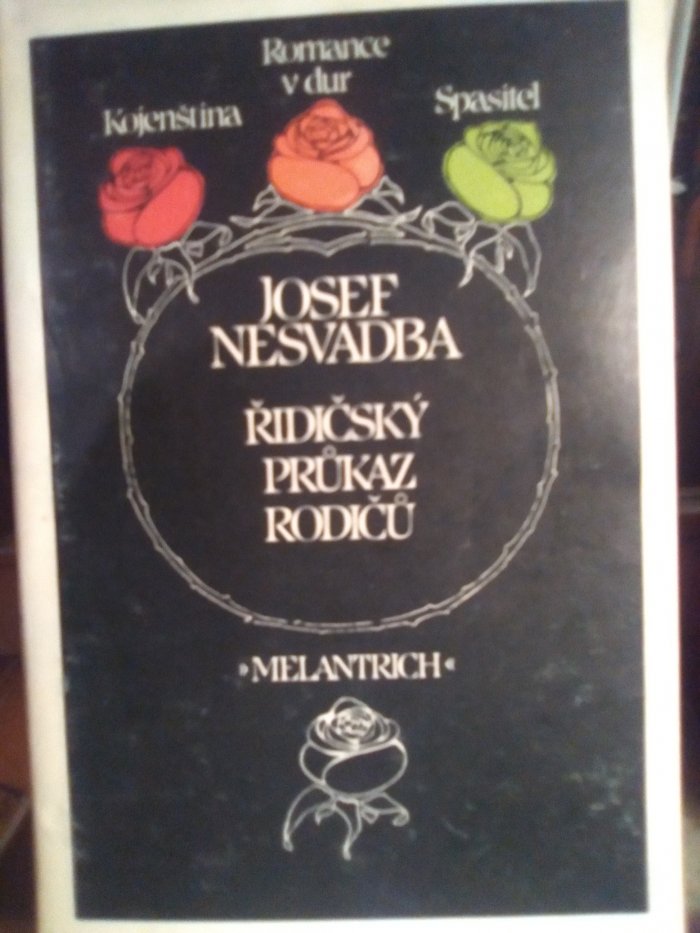 Romance
v dur
Kojenština
Spasitel
JOSEF
NESVADBA
ŘIDIČSKÝ
PRŮKAZ
RODIČŮ
»MELANTRICH«